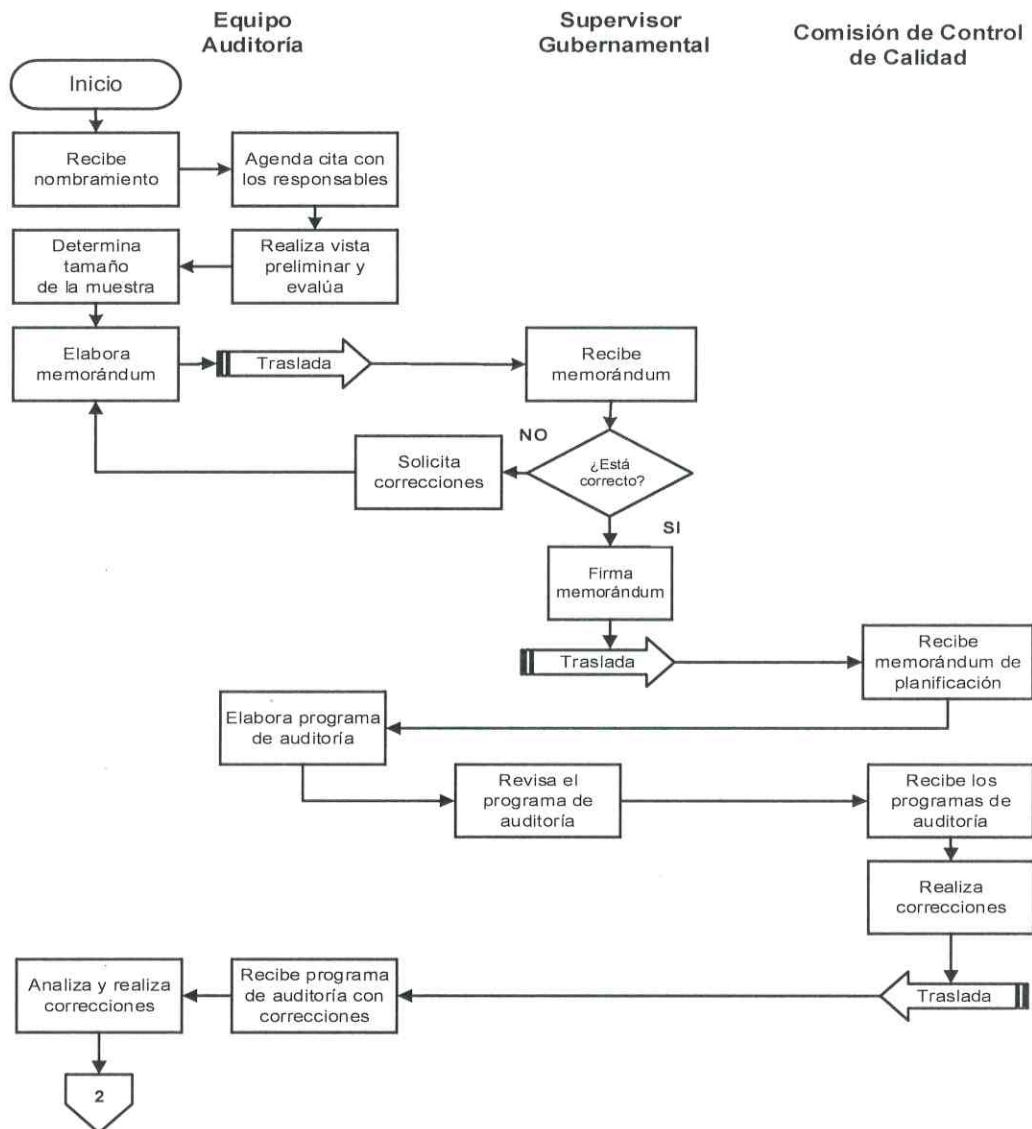 Equipo
Auditoría
Supervisor
Gubernamental
Comisión de Control
de Calidad
Inicio
Recibe
nombramiento
Agenda cita con
los responsables
Determina
tamaño
de la muestra
Realiza vista
preliminar y
evalúa
Elabora
memorándum
Traslada
Recibe
memorándum
NO
Solicita
correcciones
¿Está
correcto?
SI
Firma
memorándum
Traslada
Recibe
memorándum de
planificación
Elabora programa
de auditoría
Revisa el
programa de
auditoría
Recibe los
programas de
auditoría
Realiza
correcciones
Analiza y realiza
correcciones
Recibe programa
de auditoría con
correcciones
Traslada
2